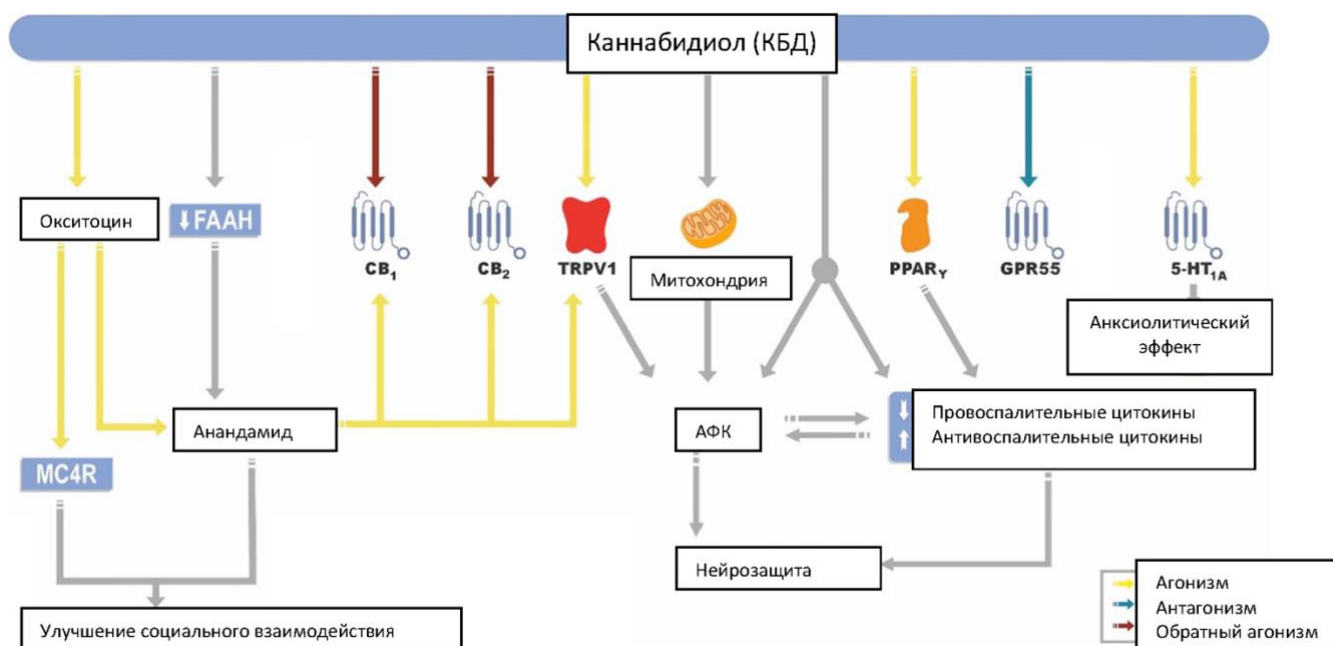 Каннабидиол (КБД)
Окситоцин
↓FAAH
CB₁
CB₂
TRPV1
Митохондрия
PPARγ
GPR55
5-HT₁A
Анксиолитический
эффект
Анандамид
АФК
↓ Провоспалительные цитокины
↑ Антивоспалительные цитокины
MC4R
Нейрозащита
Улучшение социального взаимодействия
Агонизм
Антагонизм
Обратный агонизм